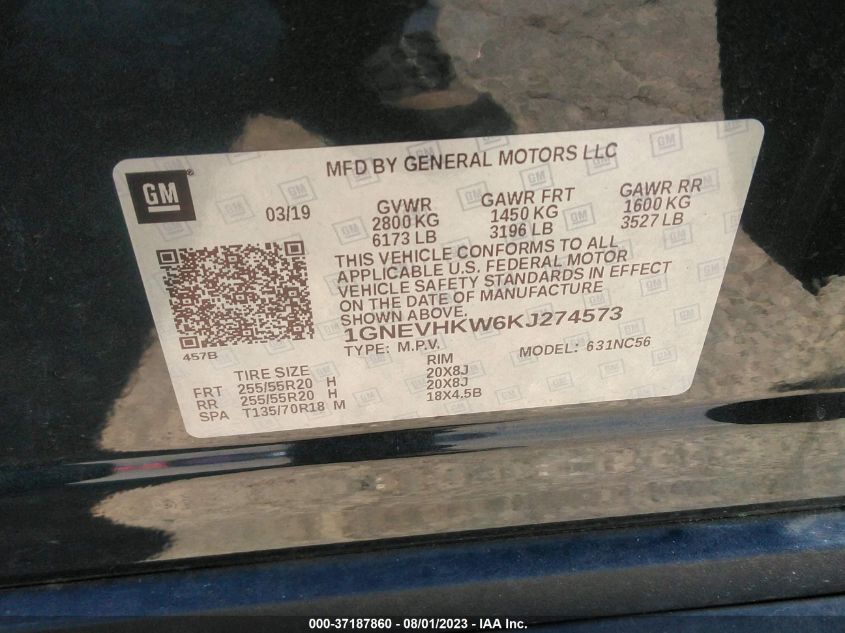 MFD BY GENERAL MOTORS LLC
GM
®
03/19
GVWR GAWR FRT GAWR RR
2800 KG 1450 KG 1600 KG
6173 LB 3196 LB 3527 LB
THIS VEHICLE CONFORMS TO ALL
APPLICABLE U.S. FEDERAL MOTOR
VEHICLE SAFETY STANDARDS IN EFFECT
ON THE DATE OF MANUFACTURE
SHOWN ABOVE.
1GNEVHKW6KJ274573
457B
TYPE: M.P.V. MODEL: 631NC56
TIRE SIZE RIM
FRT 255/55R20 H 20X8J
RR 255/55R20 H 20X8J
SPA T135/70R18 M 18X4.5B
000-37187860 - 08/01/2023 - IAA Inc.